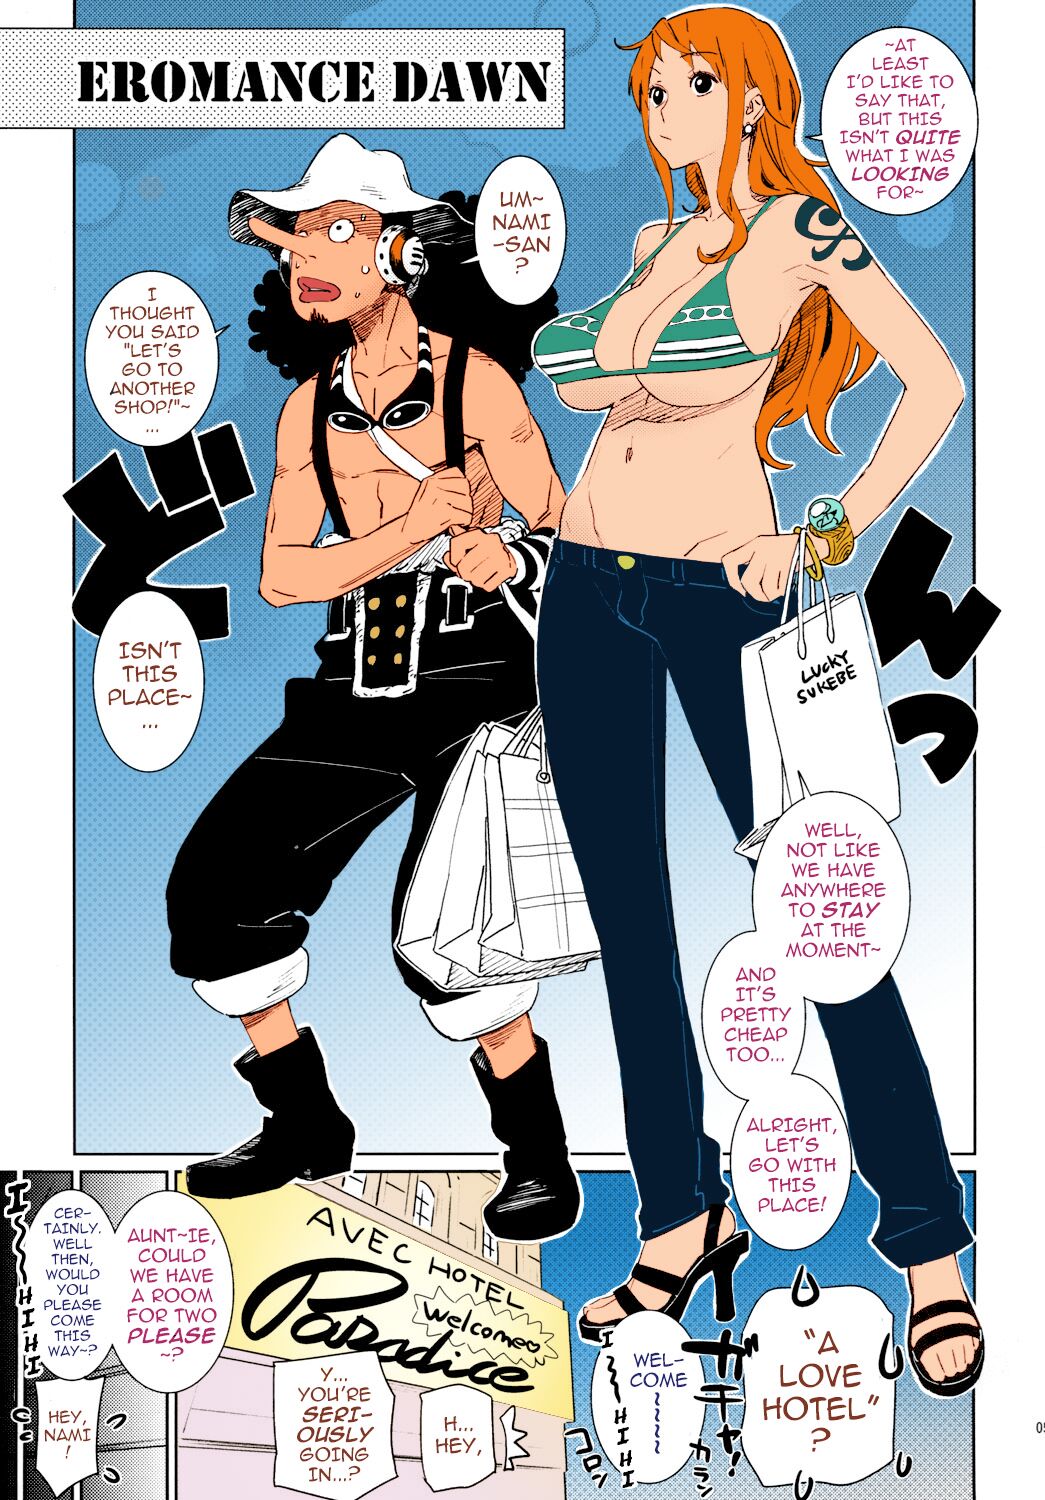 EROMANCE DAWN
~AT
LEAST
I'D LIKE TO
SAY THAT,
BUT THIS
ISN'T QUITE
WHAT I WAS
LOOKING
FOR~
UM~
NAMI
-SAN
?
I
THOUGHT
YOU SAID
"LET'S
GO TO
ANOTHER
SHOP!"~
...
ISN'T
THIS
PLACE~
...
ど
ん
っ
LUCKY
SUKEBE
WELL,
NOT LIKE
WE HAVE
ANYWHERE
TO STAY
AT THE
MOMENT~
AND
IT'S
PRETTY
CHEAP
TOO...
ALRIGHT,
LET'S
GO WITH
THIS
PLACE!
"A
LOVE
HOTEL"
?
ガチャッ!
カラン
コロン
WEL-
COME
~~~~~
I~~HIHI
AVEC HOTEL
welcome♡
Paradice
H...
HEY,
Y...
YOU'RE
SERI-
OUSLY
GOING
IN...?
AUNT~IE,
COULD
WE HAVE
A ROOM
FOR TWO
PLEASE
~?
CER-
TAINLY.
WELL
THEN,
WOULD
YOU
PLEASE
COME
THIS
WAY~?
I~~HIHI
HEY,
NAMI
!